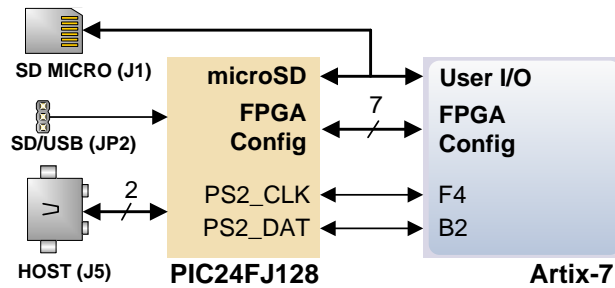 SD MICRO (J1)
microSD
User I/O
SD/USB (JP2)
FPGA
Config
7
FPGA
Config
HOST (J5)
2
PS2_CLK
F4
PS2_DAT
B2
PIC24FJ128
Artix-7